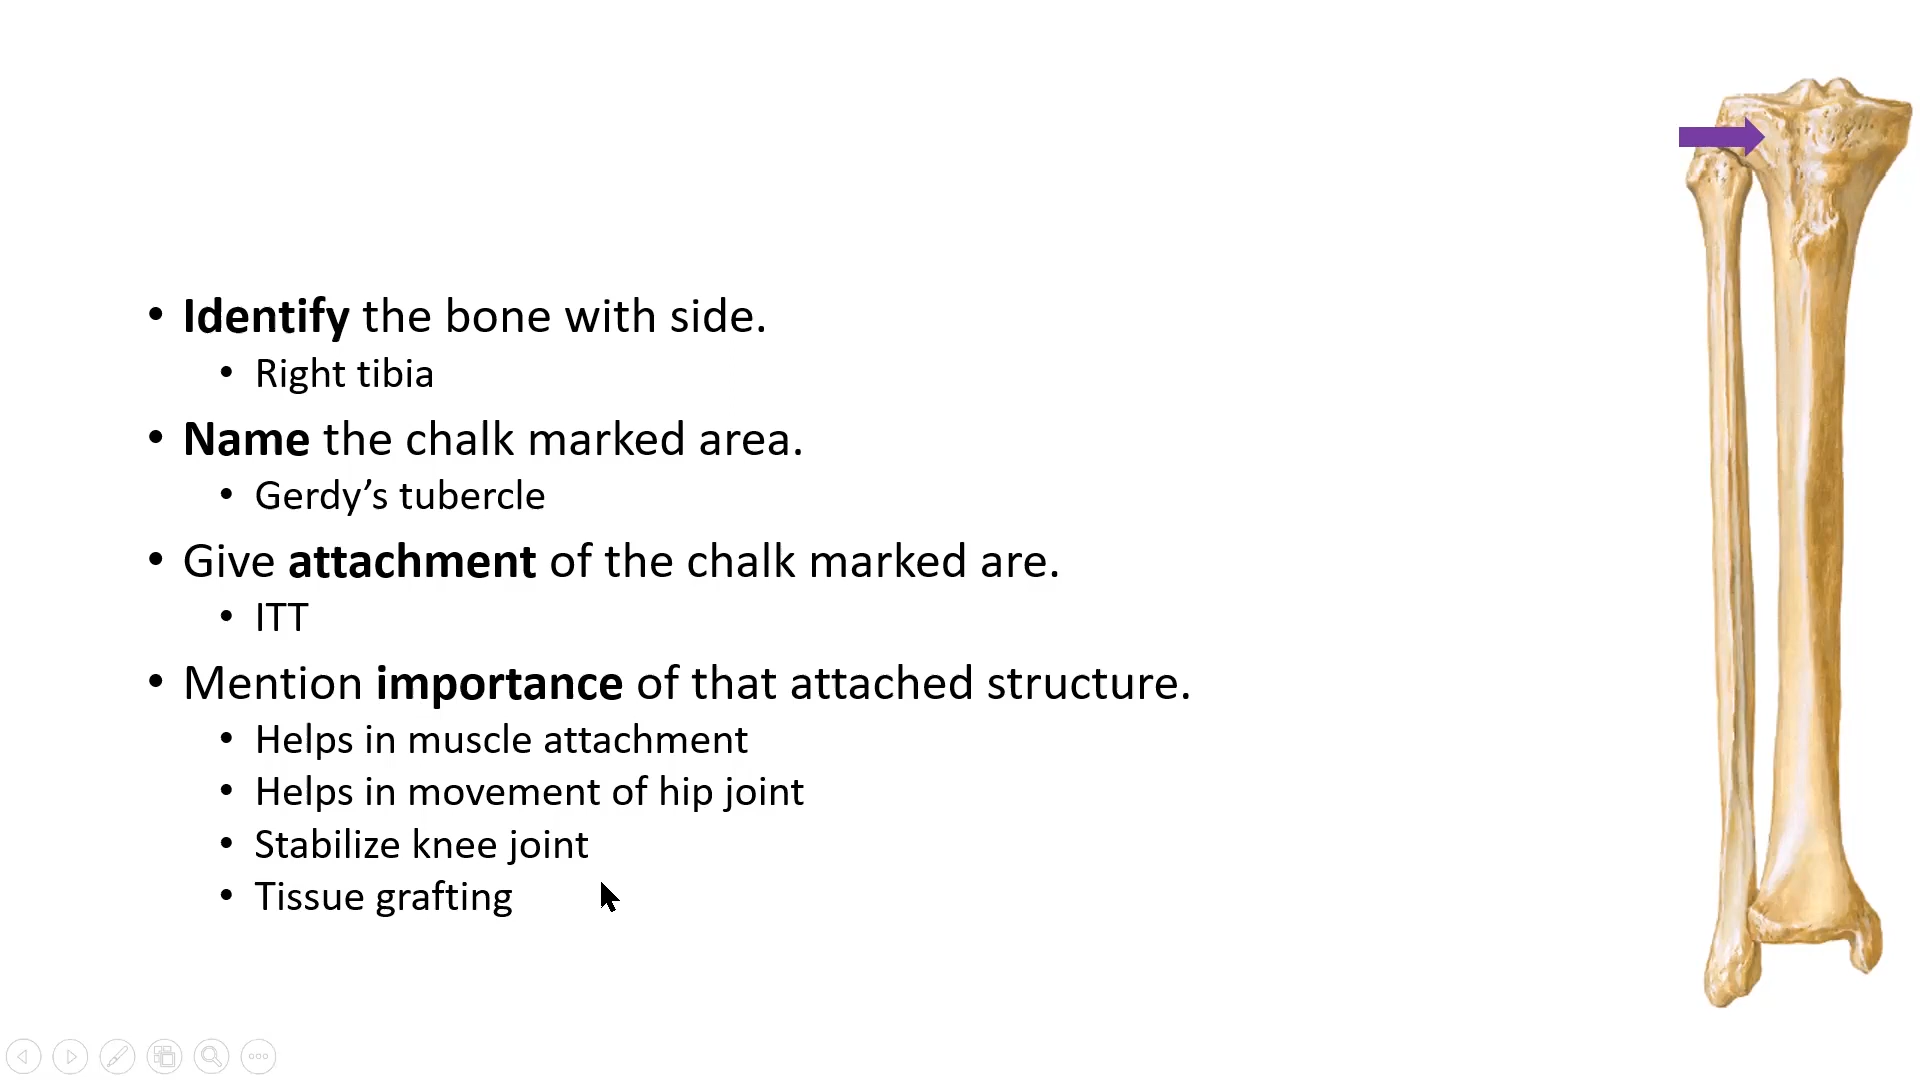 • Identify the bone with side.
• Right tibia
• Name the chalk marked area.
• Gerdy’s tubercle
• Give attachment of the chalk marked are.
• ITT
• Mention importance of that attached structure.
• Helps in muscle attachment
• Helps in movement of hip joint
• Stabilize knee joint
• Tissue grafting